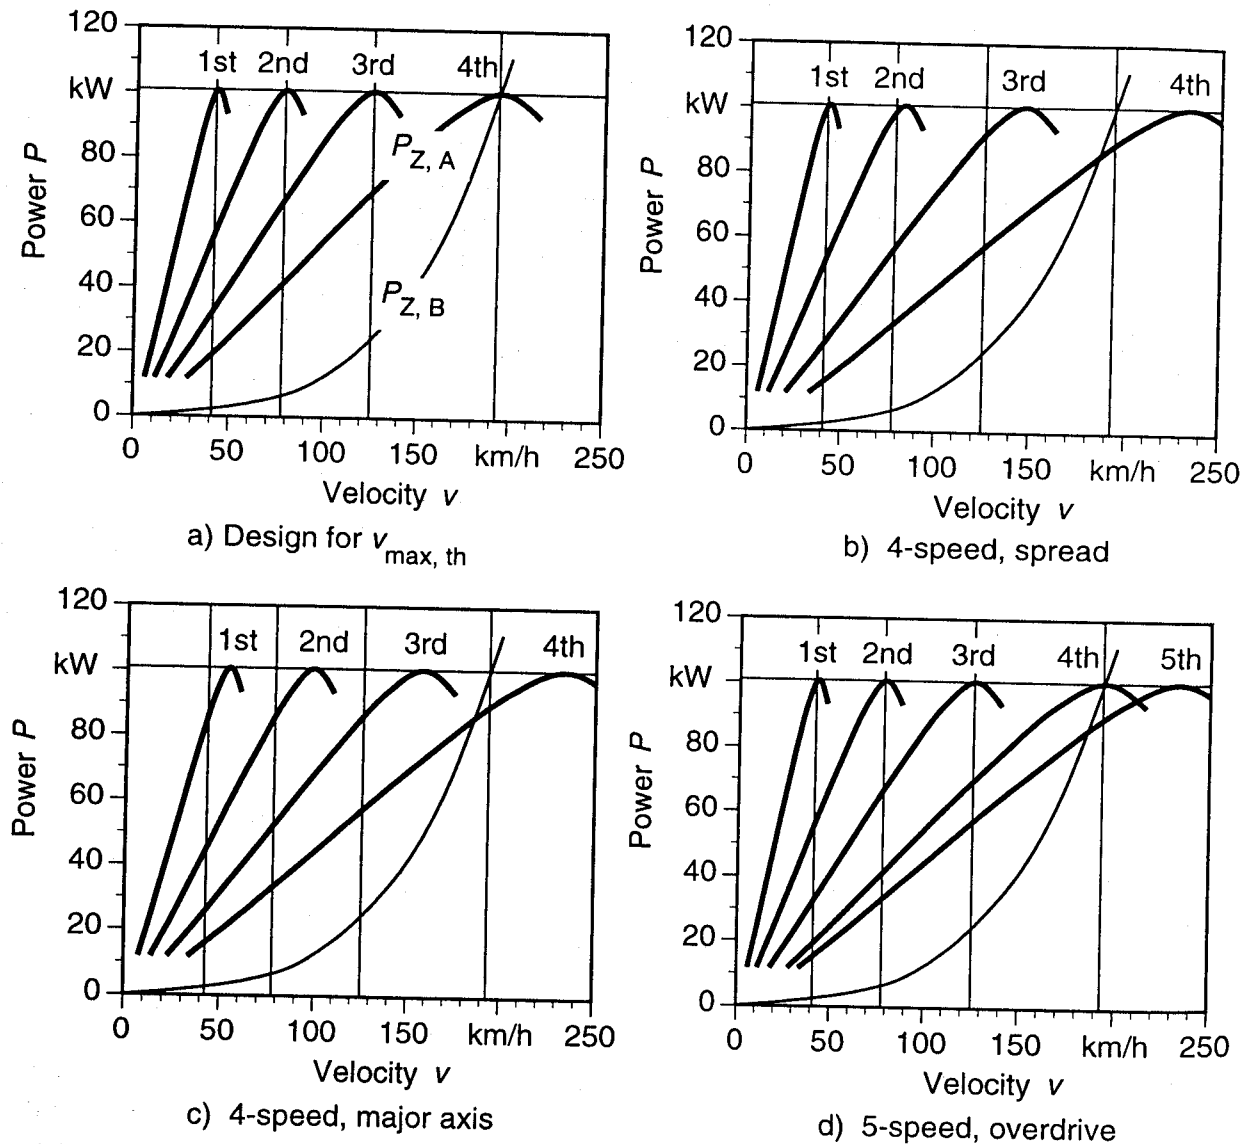 120
kW
80
60
40
20
0
Power P
1st 2nd 3rd 4th
P Z, A
P Z, B
0 50 100 150 km/h 250
Velocity v
a) Design for v max, th
120
kW
80
60
40
20
0
Power P
1st 2nd 3rd 4th
0 50 100 150 km/h 250
Velocity v
b) 4-speed, spread
120
kW
80
60
40
20
0
Power P
1st 2nd 3rd 4th
0 50 100 150 km/h 250
Velocity v
c) 4-speed, major axis
120
kW
80
60
40
20
0
Power P
1st 2nd 3rd 4th 5th
0 50 100 150 km/h 250
Velocity v
d) 5-speed, overdrive